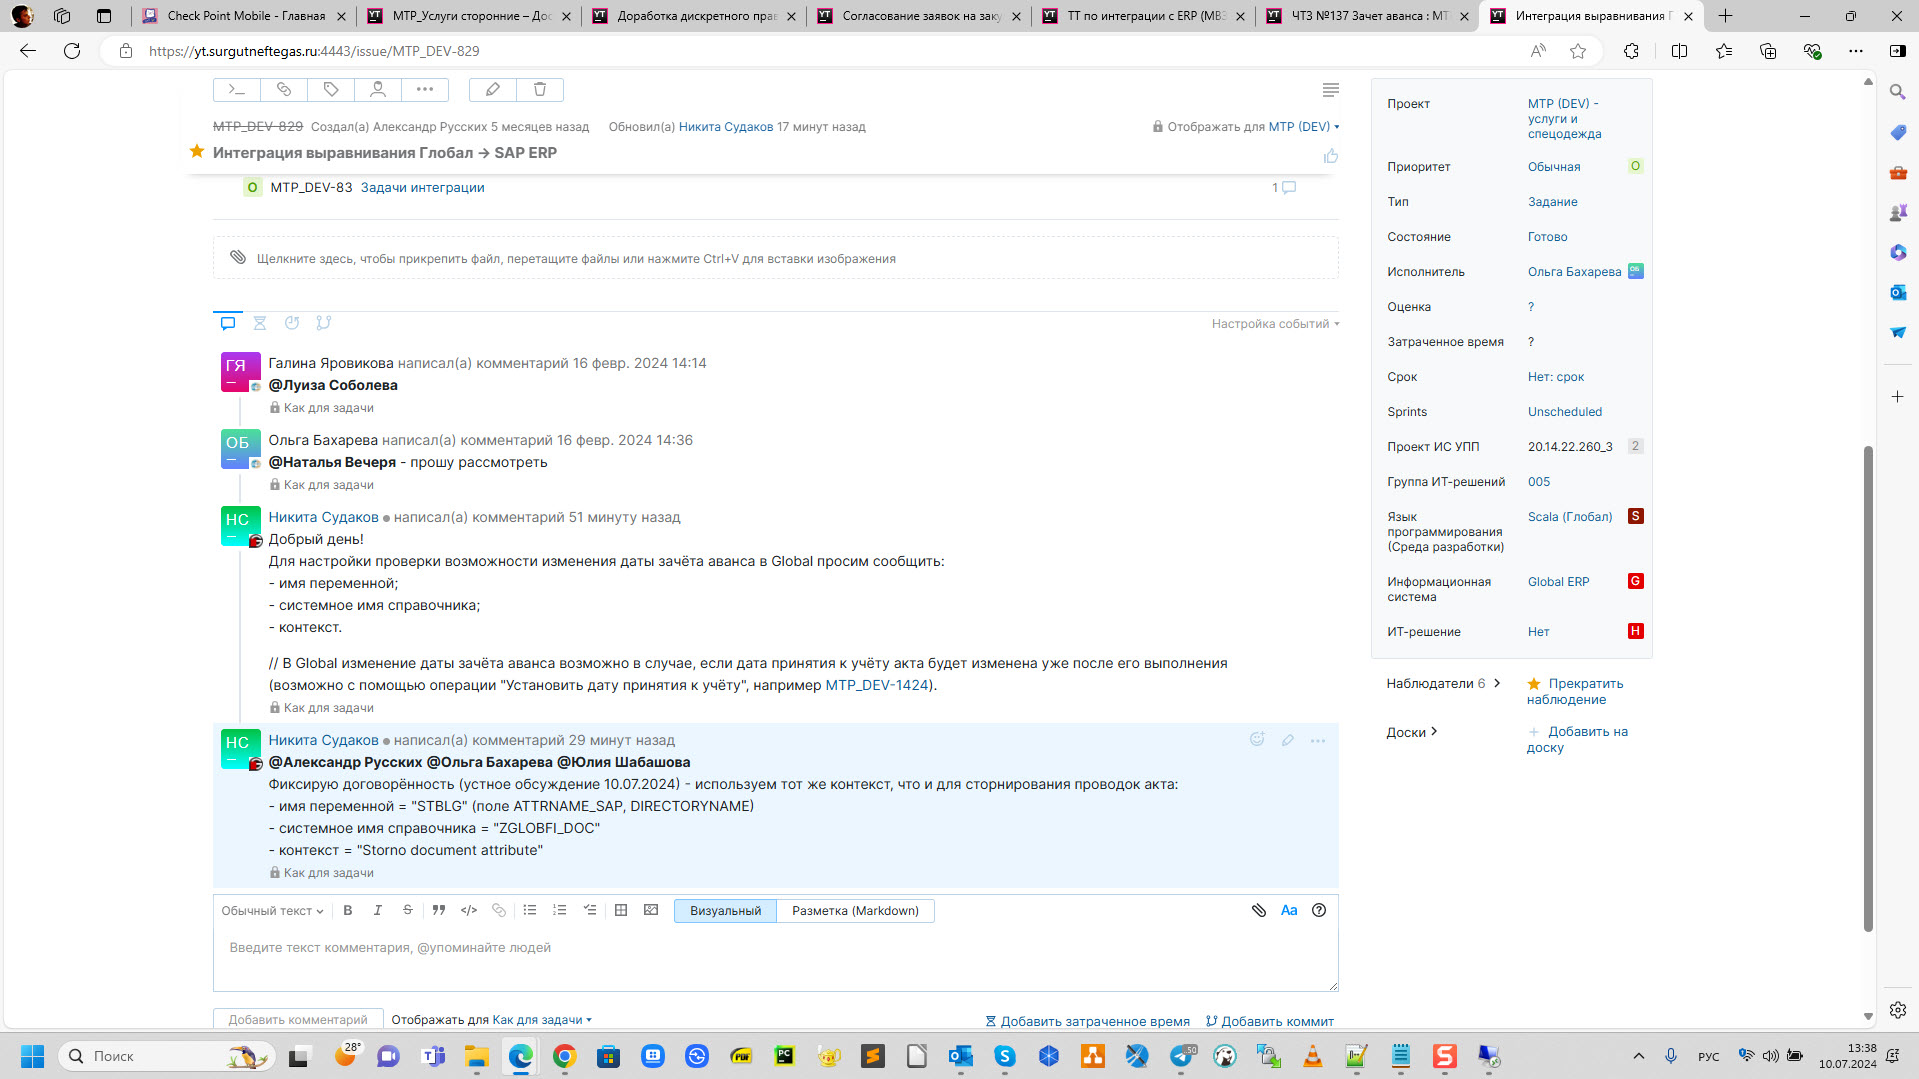 Check Point Mobile - Главная
МТР_Услуги сторонние – Дос
Доработка дискретного прав
Согласование заявок на заку
ТТ по интеграции с ERP (МВЗ
ЧТЗ №137 Зачет аванса : МТ
Интеграция выравнивания Г
https://yt.surgutneftegas.ru:4443/issue/MTP_DEV-829
MTP_DEV-829 Создал(а) Александр Русских 5 месяцев назад Обновил(а) Никита Судаков 17 минут назад
Отображать для MTP (DEV)
Интеграция выравнивания Глобал → SAP ERP
O MTP_DEV-83 Задачи интеграции
1
Щелкните здесь, чтобы прикрепить файл, перетащите файлы или нажмите Ctrl+V для вставки изображения
Настройка событий
ГЯ
Галина Яровикова написал(а) комментарий 16 февр. 2024 14:14
@Луиза Соболева
Как для задачи
ОБ
Ольга Бахарева написал(а) комментарий 16 февр. 2024 14:36
@Наталья Вечеря - прошу рассмотреть
Как для задачи
НС
Никита Судаков написал(а) комментарий 51 минуту назад
Добрый день!
Для настройки проверки возможности изменения даты зачёта аванса в Global просим сообщить:
- имя переменной;
- системное имя справочника;
- контекст.
// В Global изменение даты зачёта аванса возможно в случае, если дата принятия к учёту акта будет изменена уже после его выполнения
(возможно с помощью операции "Установить дату принятия к учёту", например MTP_DEV-1424).
Как для задачи
НС
Никита Судаков написал(а) комментарий 29 минут назад
@Александр Русских @Ольга Бахарева @Юлия Шабашова
Фиксирую договорённость (устное обсуждение 10.07.2024) - используем тот же контекст, что и для сторнирования проводок акта:
- имя переменной = "STBLG" (поле ATTRNAME_SAP, DIRECTORYNAME)
- системное имя справочника = "ZGLOBFI_DOC"
- контекст = "Storno document attribute"
Как для задачи
Обычный текст
B I S
Визуальный
Разметка (Markdown)
Aa
Введите текст комментария, @упоминайте людей
Добавить комментарий
Отображать для Как для задачи
Добавить затраченное время
Добавить коммит
Проект
MTP (DEV) -
услуги и
спецодежда
Приоритет
Обычная
O
Тип
Задание
Состояние
Готово
Исполнитель
Ольга Бахарева
ОБ
Оценка
?
Затраченное время
?
Срок
Нет: срок
Sprints
Unscheduled
Проект ИС УПП
20.14.22.260_3
2
Группа ИТ-решений
005
Язык
программирования
(Среда разработки)
Scala (Глобал)
S
Информационная
система
Global ERP
G
ИТ-решение
Нет
Н
Наблюдатели 6
Прекратить
наблюдение
Доски
Добавить на
доску
Поиск
28°
PDF
PC
50
РУС
13:38
10.07.2024